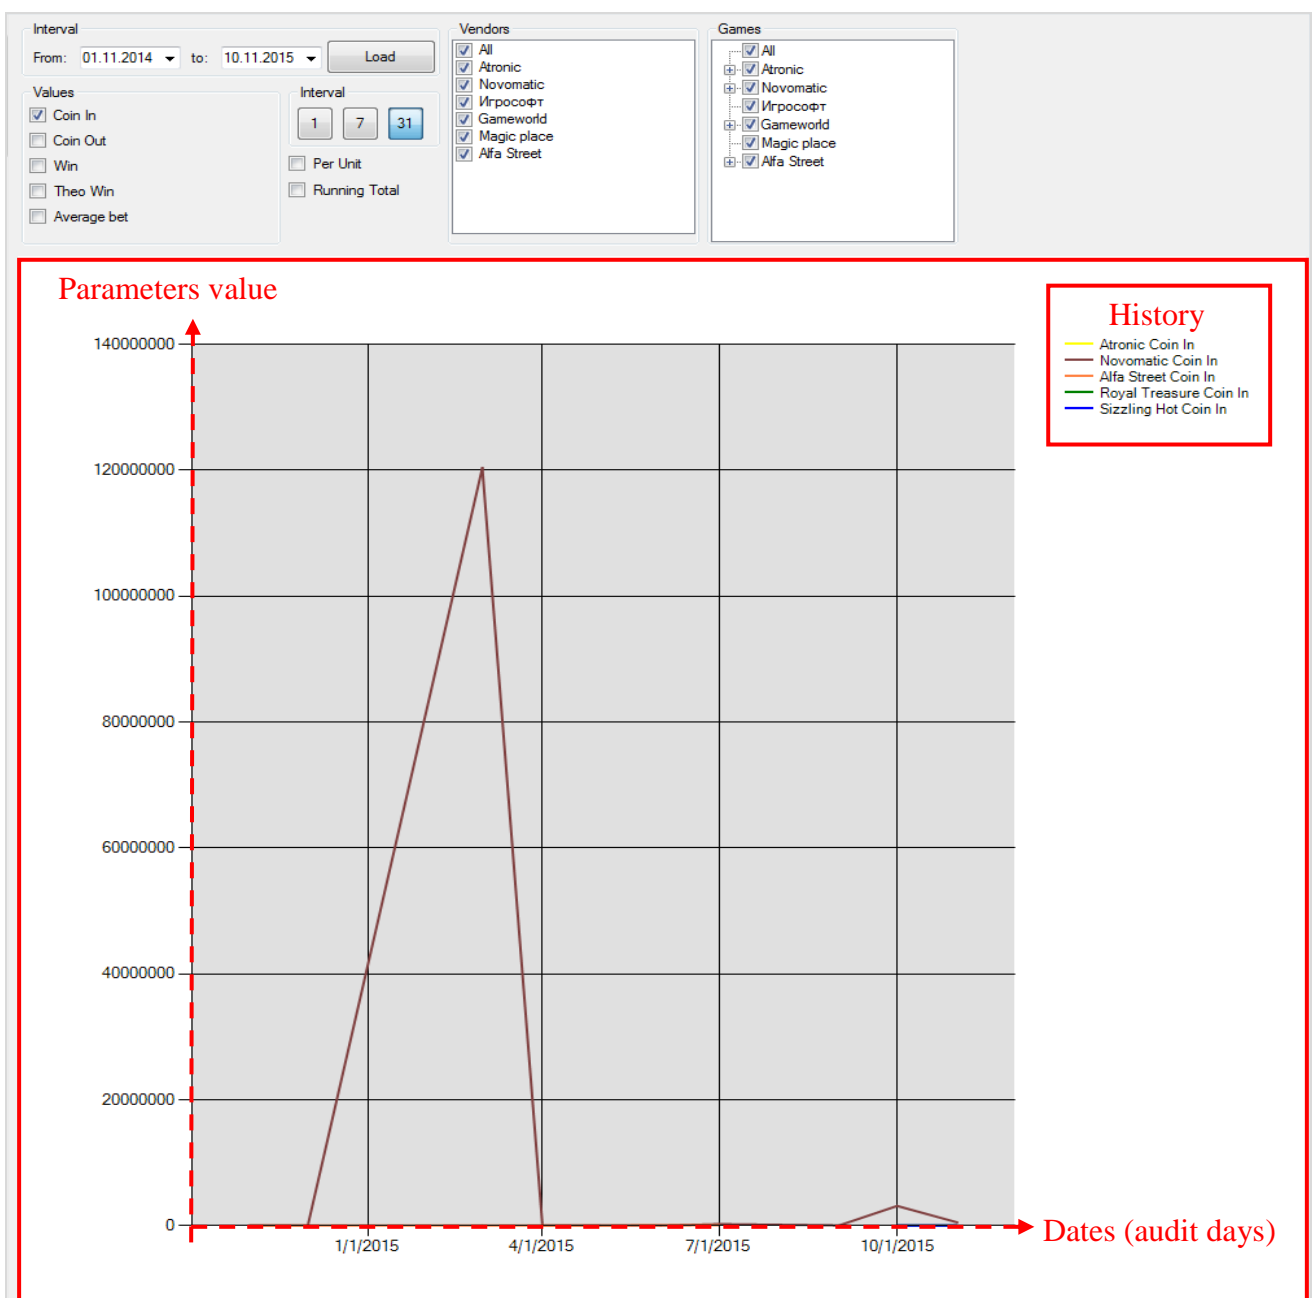 Interval
From: 01.11.2014 to: 10.11.2015 Load
Values
Coin In
Coin Out
Win
Theo Win
Average bet
Interval
1 7 31
Per Unit
Running Total
Vendors
All
Atronic
Novomatic
Игрософт
Gameworld
Magic place
Alfa Street
Games
All
Atronic
Novomatic
Игрософт
Gameworld
Magic place
Alfa Street
Parameters value
History
Atronic Coin In
Novomatic Coin In
Alfa Street Coin In
Royal Treasure Coin In
Sizzling Hot Coin In
140000000
120000000
100000000
80000000
60000000
40000000
20000000
0
1/1/2015 4/1/2015 7/1/2015 10/1/2015
Dates (audit days)